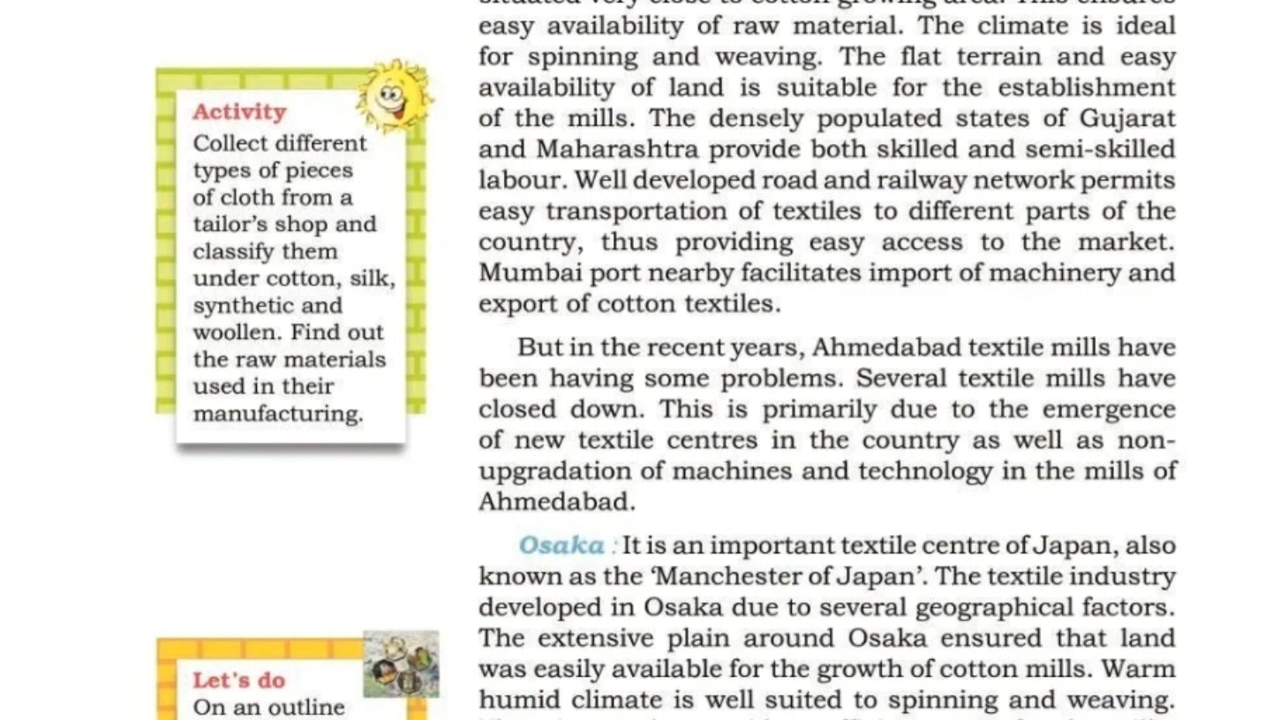 easy availability of raw material. The climate is ideal
for spinning and weaving. The flat terrain and easy
availability of land is suitable for the establishment
of the mills. The densely populated states of Gujarat
and Maharashtra provide both skilled and semi-skilled
labour. Well developed road and railway network permits
easy transportation of textiles to different parts of the
country, thus providing easy access to the market.
Mumbai port nearby facilitates import of machinery and
export of cotton textiles.
But in the recent years, Ahmedabad textile mills have
been having some problems. Several textile mills have
closed down. This is primarily due to the emergence
of new textile centres in the country as well as non-
upgradation of machines and technology in the mills of
Ahmedabad.
Osaka : It is an important textile centre of Japan, also
known as the ‘Manchester of Japan’. The textile industry
developed in Osaka due to several geographical factors.
The extensive plain around Osaka ensured that land
was easily available for the growth of cotton mills. Warm
humid climate is well suited to spinning and weaving.
Activity
Collect different
types of pieces
of cloth from a
tailor’s shop and
classify them
under cotton, silk,
synthetic and
woollen. Find out
the raw materials
used in their
manufacturing.
Let’s do
On an outline